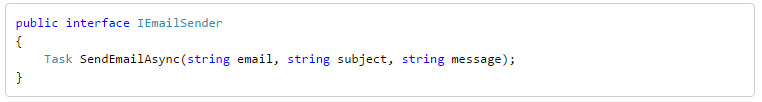 public interface IEmailSender
{
    Task SendEmailAsync(string email, string subject, string message);
}